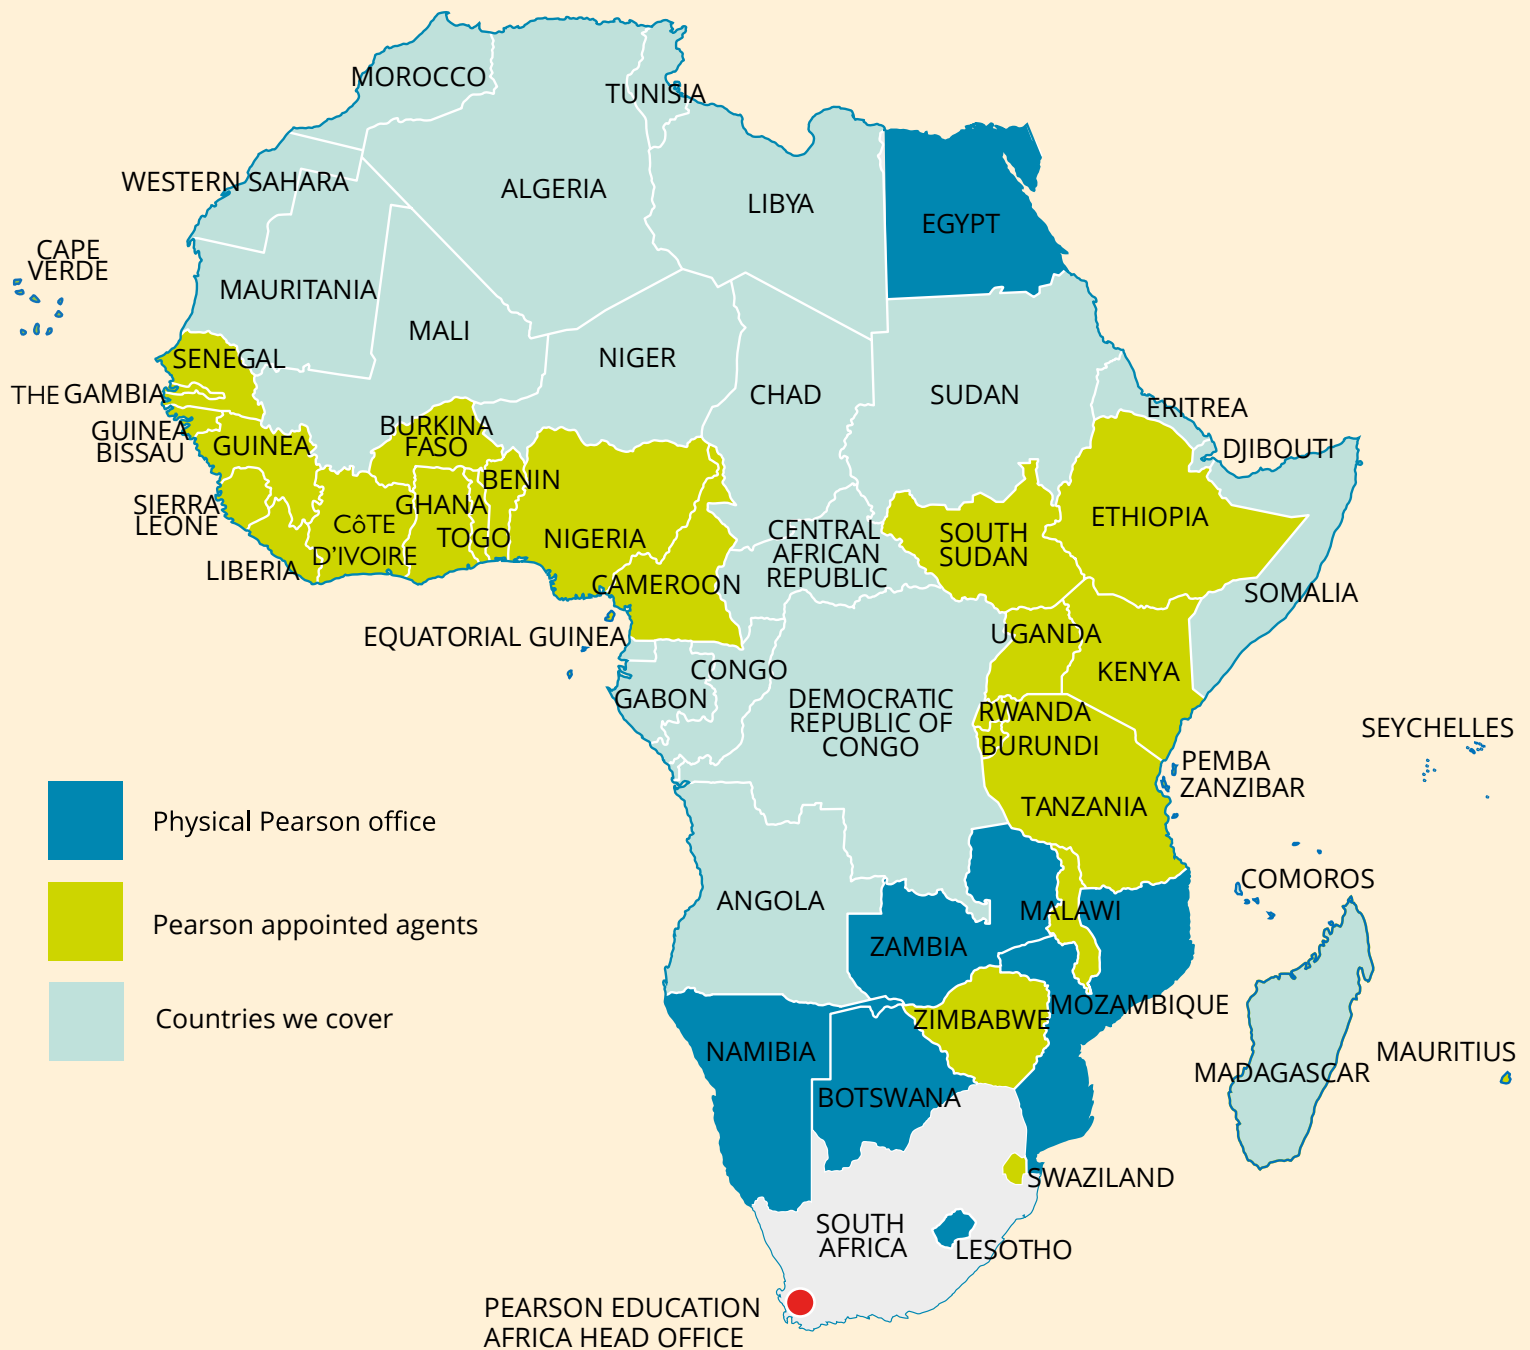 MOROCCO
TUNISIA
WESTERN SAHARA
ALGERIA
LIBYA
EGYPT
CAPE
VERDE
MAURITANIA
MALI
NIGER
CHAD
SUDAN
ERITREA
DJIBOUTI
SENEGAL
THE GAMBIA
GUINEA
BISSAU
GUINEA
BURKINA
FASO
BENIN
SIERRA
LEONE
GHANA
CôTE
D'IVOIRE
TOGO
NIGERIA
LIBERIA
CAMEROON
CENTRAL
AFRICAN
REPUBLIC
SOUTH
SUDAN
ETHIOPIA
SOMALIA
EQUATORIAL GUINEA
UGANDA
KENYA
CONGO
GABON
DEMOCRATIC
REPUBLIC OF
CONGO
RWANDA
BURUNDI
SEYCHELLES
PEMBA
ZANZIBAR
TANZANIA
COMOROS
ANGOLA
MALAWI
ZAMBIA
MOZAMBIQUE
ZIMBABWE
NAMIBIA
BOTSWANA
MADAGASCAR
MAURITIUS
SWAZILAND
SOUTH
AFRICA
LESOTHO
PEARSON EDUCATION
AFRICA HEAD OFFICE
Physical Pearson office
Pearson appointed agents
Countries we cover